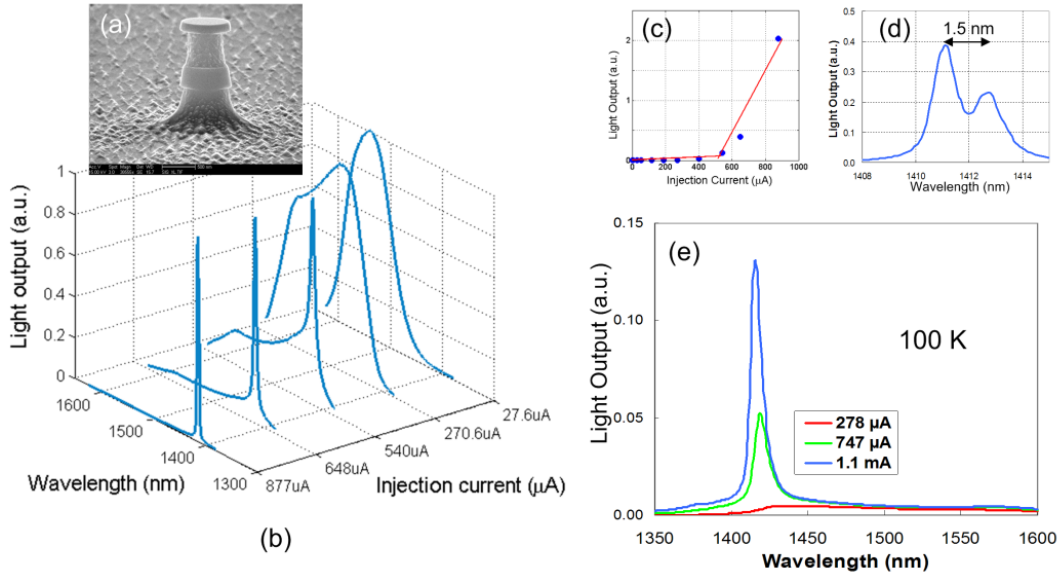 (a)
500 nm
Light output (a.u.)
1
0.8
0.6
0.4
0.2
0
1600
1500
1400
1300
Wavelength (nm)
877uA
648uA
540uA
270.6uA
27.6uA
Injection current (μA)
(b)
(c)
Light Output (a.u.)
2
1
0
0
200
400
600
800
1000
Injection Current (μA)
(d)
1.5 nm
Light Output (a.u.)
0.5
0.4
0.3
0.2
0.1
0.0
1408
1410
1412
1414
Wavelength (nm)
(e)
100 K
Light Output (a.u.)
0.15
0.10
0.05
0.00
278 μA
747 μA
1.1 mA
1350
1400
1450
1500
1550
1600
Wavelength (nm)